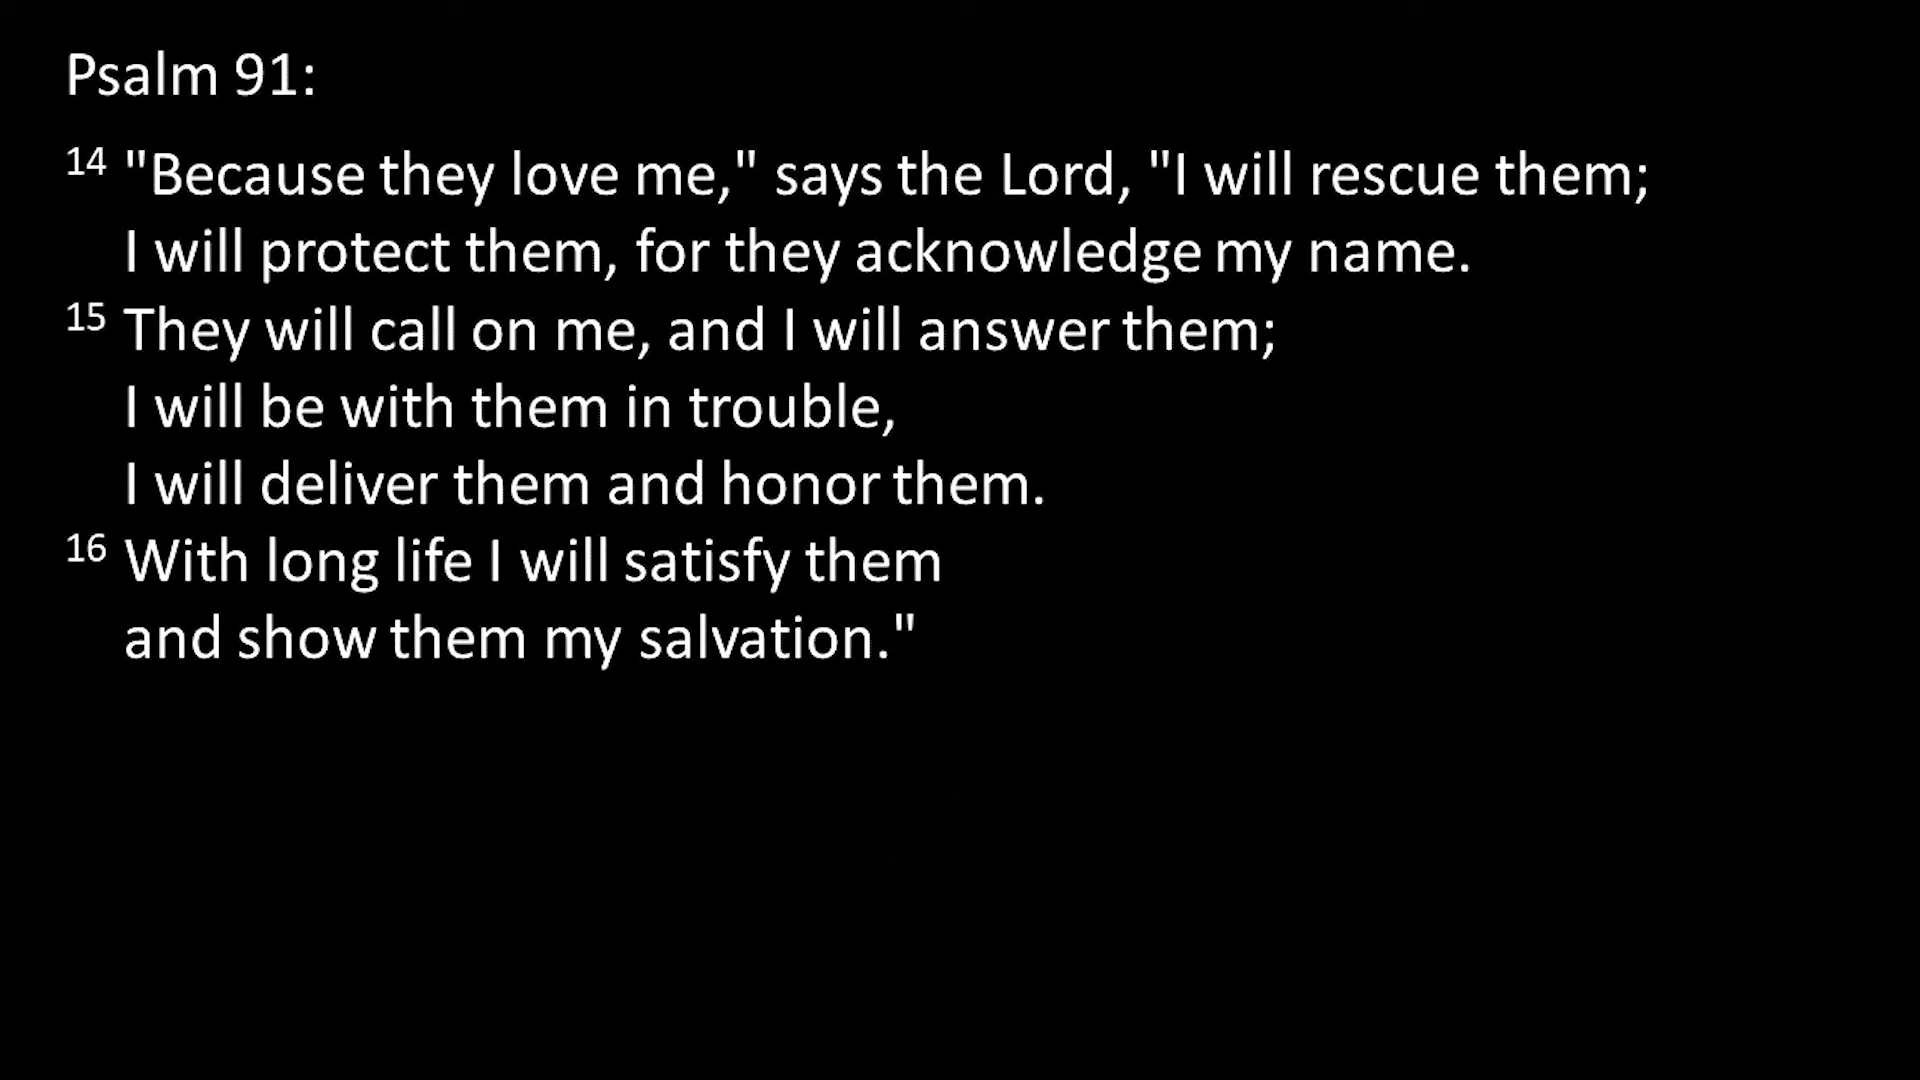 Psalm 91:
14 "Because they love me," says the Lord, "I will rescue them;
I will protect them, for they acknowledge my name.
15 They will call on me, and I will answer them;
I will be with them in trouble,
I will deliver them and honor them.
16 With long life I will satisfy them
and show them my salvation."